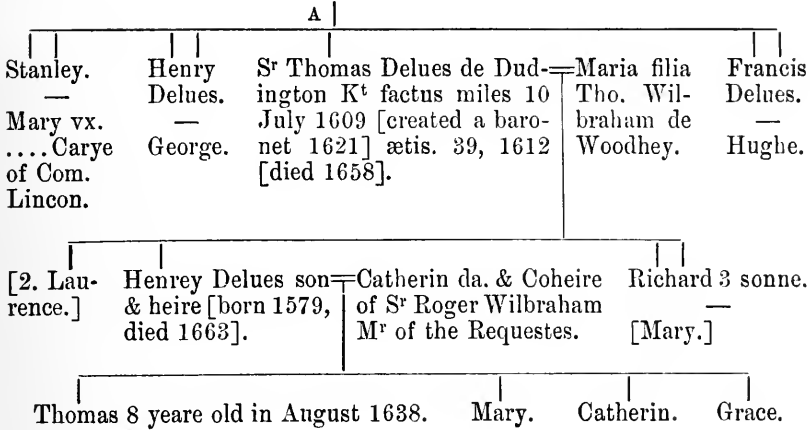 A
Stanley.
—
Mary vx.
....Carye
of Com.
Lincon.
Henry
Delues.
—
George.
Sʳ Thomas Delues de Dud-
ington Kᵗ factus miles 10
July 1609 [created a baro-
net 1621] ætis. 39, 1612
[died 1658].
Maria filia
Tho. Wil-
braham de
Woodhey.
Francis
Delues.
—
Hughe.
[2. Lau-
rence.]
Henrey Delues son
& heire [born 1579,
died 1663].
Catherin da. & Coheire
of Sʳ Roger Wilbraham
Mʳ of the Requestes.
Richard 3 sonne.
—
[Mary.]
Thomas 8 yeare old in August 1638.
Mary.
Catherin.
Grace.